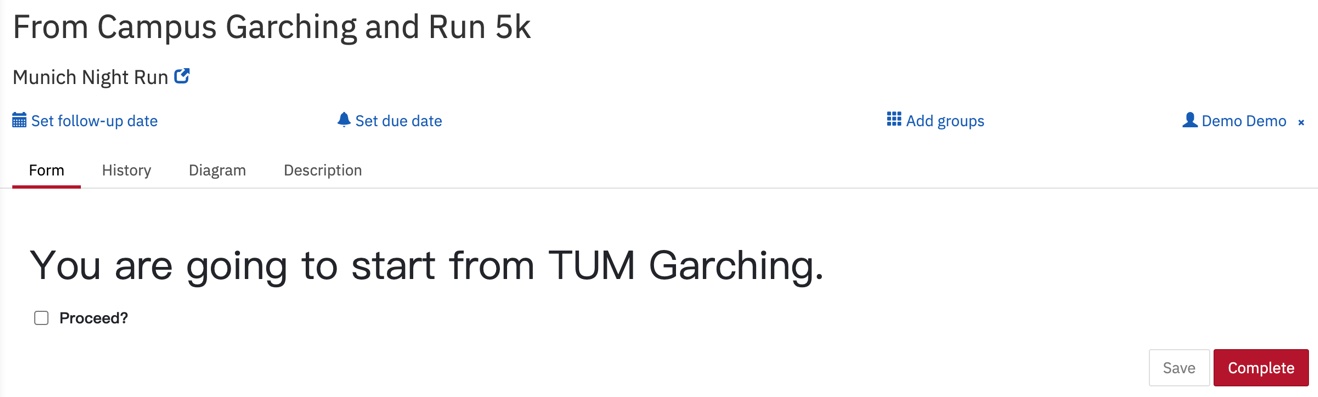 From Campus Garching and Run 5k
Munich Night Run
Set follow-up date Set due date Add groups Demo Demo ×
Form History Diagram Description
You are going to start from TUM Garching.
Proceed?
Save Complete